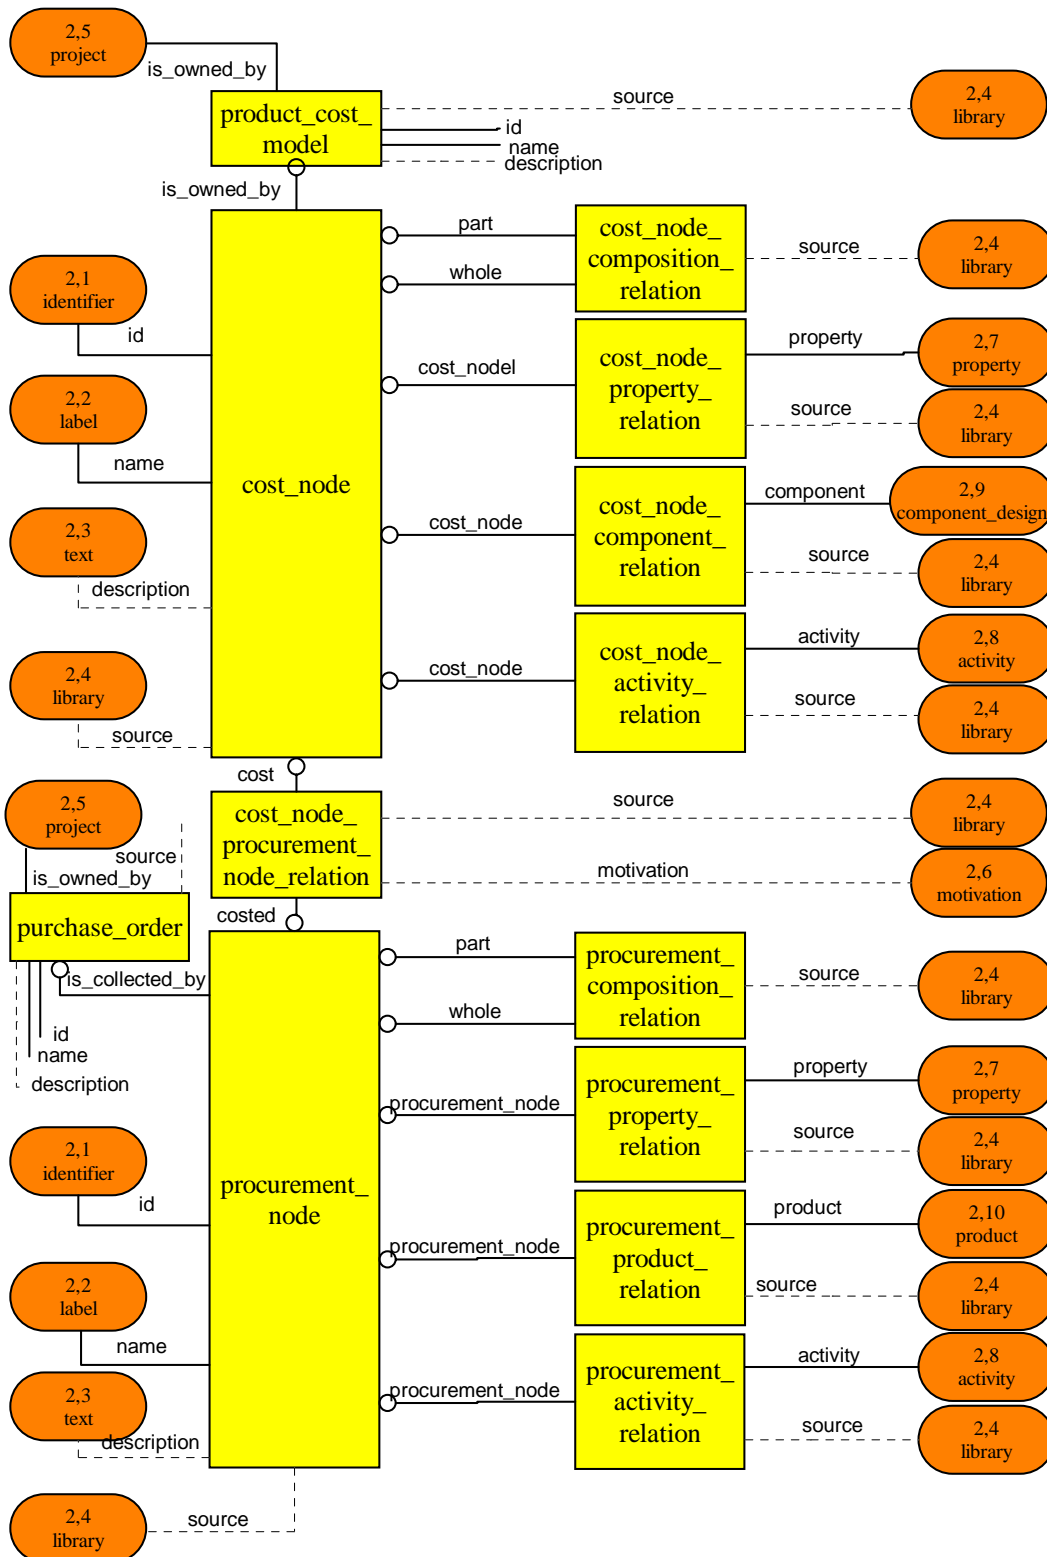 2,5
project
is_owned_by
product_cost_
model
source
2,4
library
id
name
description
is_owned_by
cost_node
2,1
identifier
id
2,2
label
name
2,3
text
description
2,4
library
source
part
whole
cost_node_
composition_
relation
source
2,4
library
cost_nodel
cost_node_
property_
relation
property
2,7
property
source
2,4
library
cost_node
cost_node_
component_
relation
component
2,9
component_design
source
2,4
library
cost_node
cost_node_
activity_
relation
activity
2,8
activity
source
2,4
library
cost
cost_node_
procurement_
node_relation
source
2,4
library
motivation
2,6
motivation
costed
2,5
project
source
is_owned_by
purchase_order
is_collected_by
id
name
description
procurement_
node
2,1
identifier
id
2,2
label
name
2,3
text
description
2,4
library
source
part
whole
procurement_
composition_
relation
source
2,4
library
procurement_node
procurement_
property_
relation
property
2,7
property
source
2,4
library
procurement_node
procurement_
product_
relation
product
2,10
product
source
2,4
library
procurement_node
procurement_
activity_
relation
activity
2,8
activity
source
2,4
library